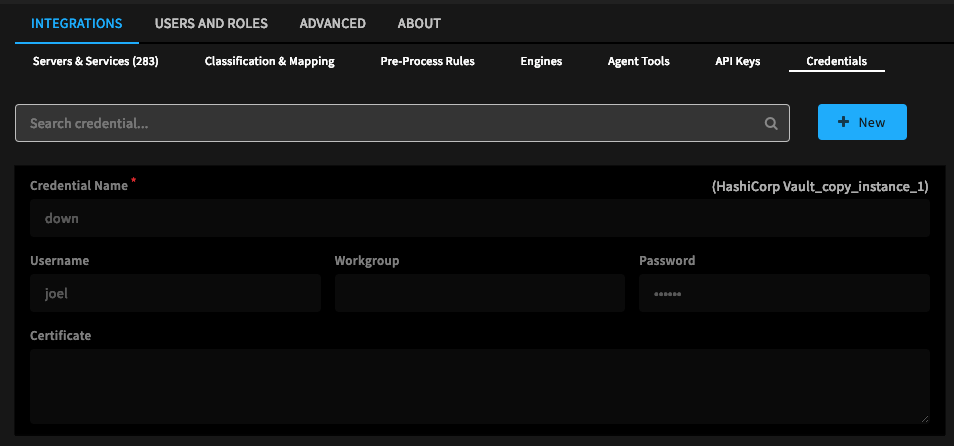 INTEGRATIONS USERS AND ROLES ADVANCED ABOUT
Servers & Services (283) Classification & Mapping Pre-Process Rules Engines Agent Tools API Keys Credentials
Search credential... + New
Credential Name * (HashiCorp Vault_copy_instance_1)
down
Username Workgroup Password
joel ••••••
Certificate